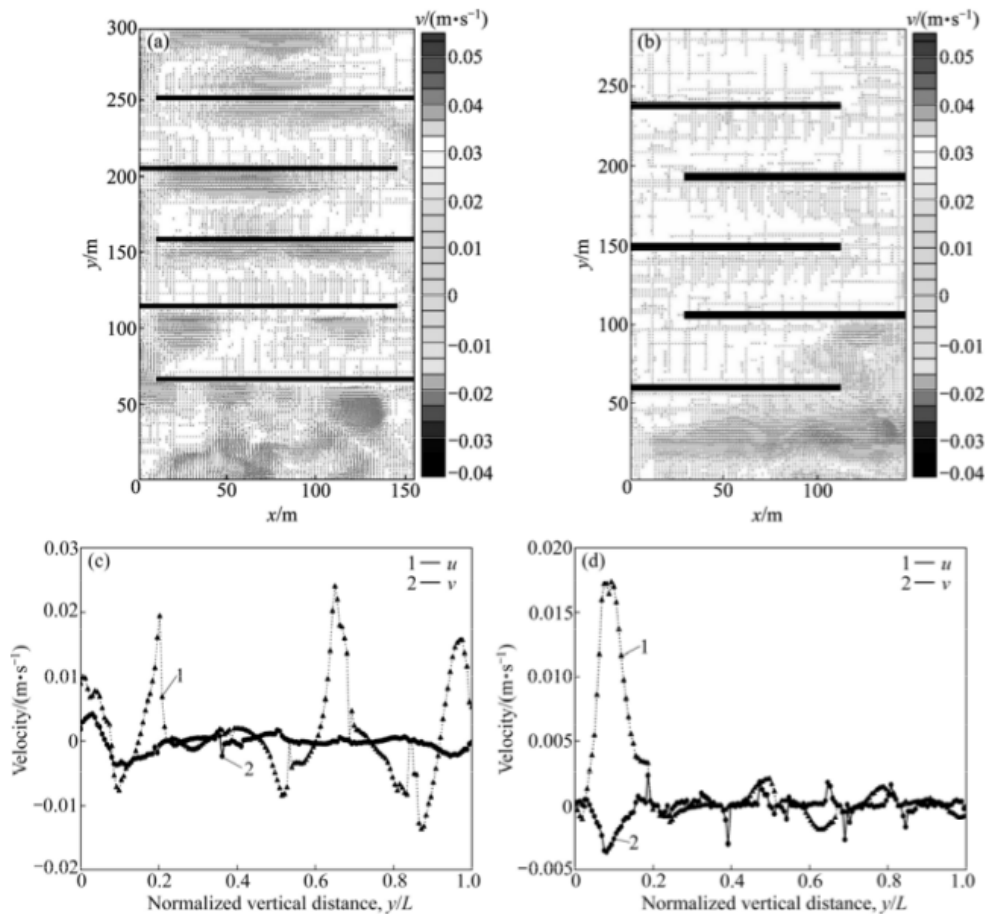 v/(m•s⁻¹)
(a)
300
250
200
150
100
50
0
y/m
0 50 100 150
x/m
0.05
0.04
0.03
0.02
0.01
0
−0.01
−0.02
−0.03
−0.04
v/(m•s⁻¹)
(b)
250
200
150
100
50
0
y/m
0 50 100
x/m
0.05
0.04
0.03
0.02
0.01
0
−0.01
−0.02
−0.03
−0.04
(c)
1 — u
2 — v
0.03
0.02
0.01
0
−0.01
−0.02
Velocity/(m•s⁻¹)
1
2
0 0.2 0.4 0.6 0.8 1.0
Normalized vertical distance, y/L
(d)
1 — u
2 — v
0.020
0.015
0.010
0.005
0
−0.005
Velocity/(m•s⁻¹)
1
2
0 0.2 0.4 0.6 0.8 1.0
Normalized vertical distance, y/L